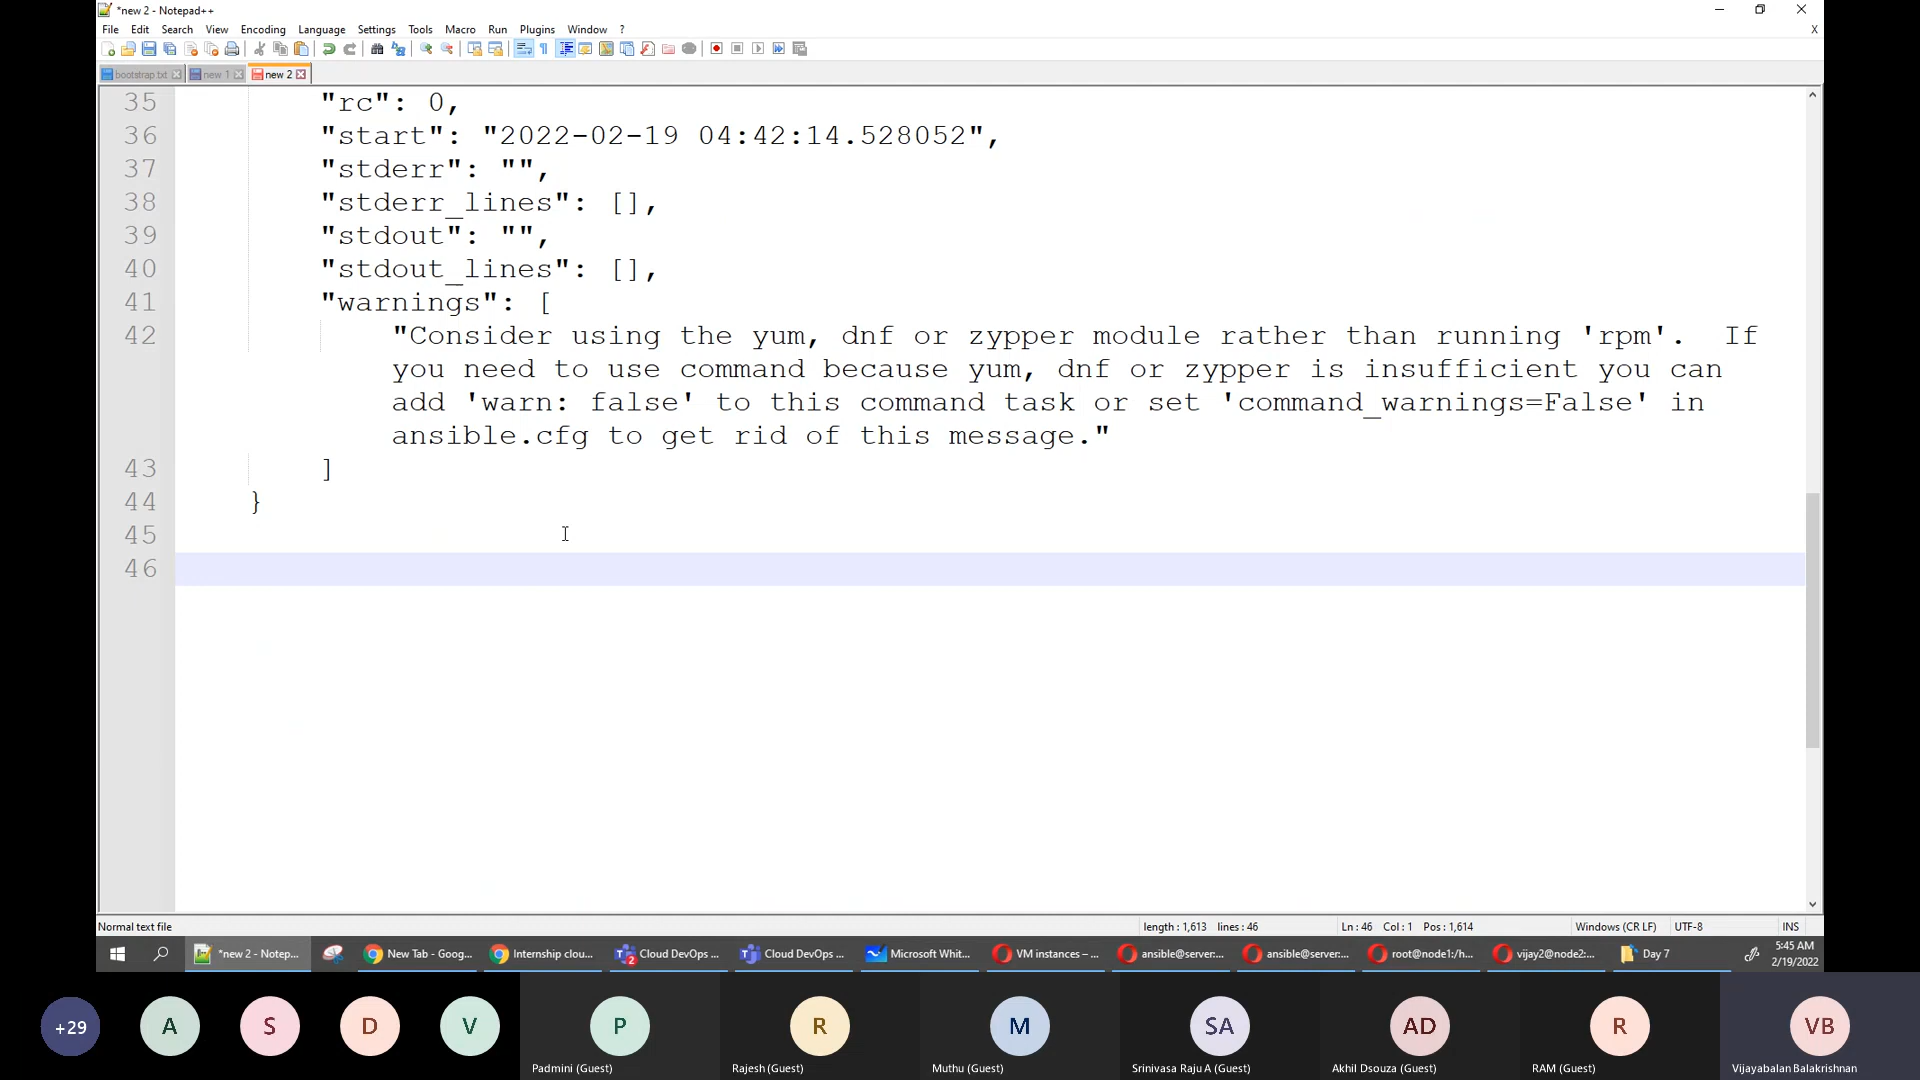 *new 2 - Notepad++
File Edit Search View Encoding Language Settings Tools Macro Run Plugins Window ? X
bootstrap.txt new 1 new 2
35 "rc": 0,
36 "start": "2022-02-19 04:42:14.528052",
37 "stderr": "",
38 "stderr_lines": [],
39 "stdout": "",
40 "stdout_lines": [],
41 "warnings": [
42 "Consider using the yum, dnf or zypper module rather than running 'rpm'.  If
you need to use command because yum, dnf or zypper is insufficient you can
add 'warn: false' to this command task or set 'command_warnings=False' in
ansible.cfg to get rid of this message."
43 ]
44 }
45
46
Normal text file length : 1,613 lines : 46 Ln : 46 Col : 1 Pos : 1,614 Windows (CR LF) UTF-8 INS
*new 2 - Notep... New Tab - Goog... Internship clou... 2 Cloud DevOps ... Cloud DevOps ... Microsoft Whit... VM instances – ... ansible@server:... ansible@server:... root@node1:/h... vijay2@node2:... Day 7 5:45 AM
2/19/2022
+29 A S D V P R M SA AD R VB
Padmini (Guest) Rajesh (Guest) Muthu (Guest) Srinivasa Raju A (Guest) Akhil Dsouza (Guest) RAM (Guest) Vijayabalan Balakrishnan